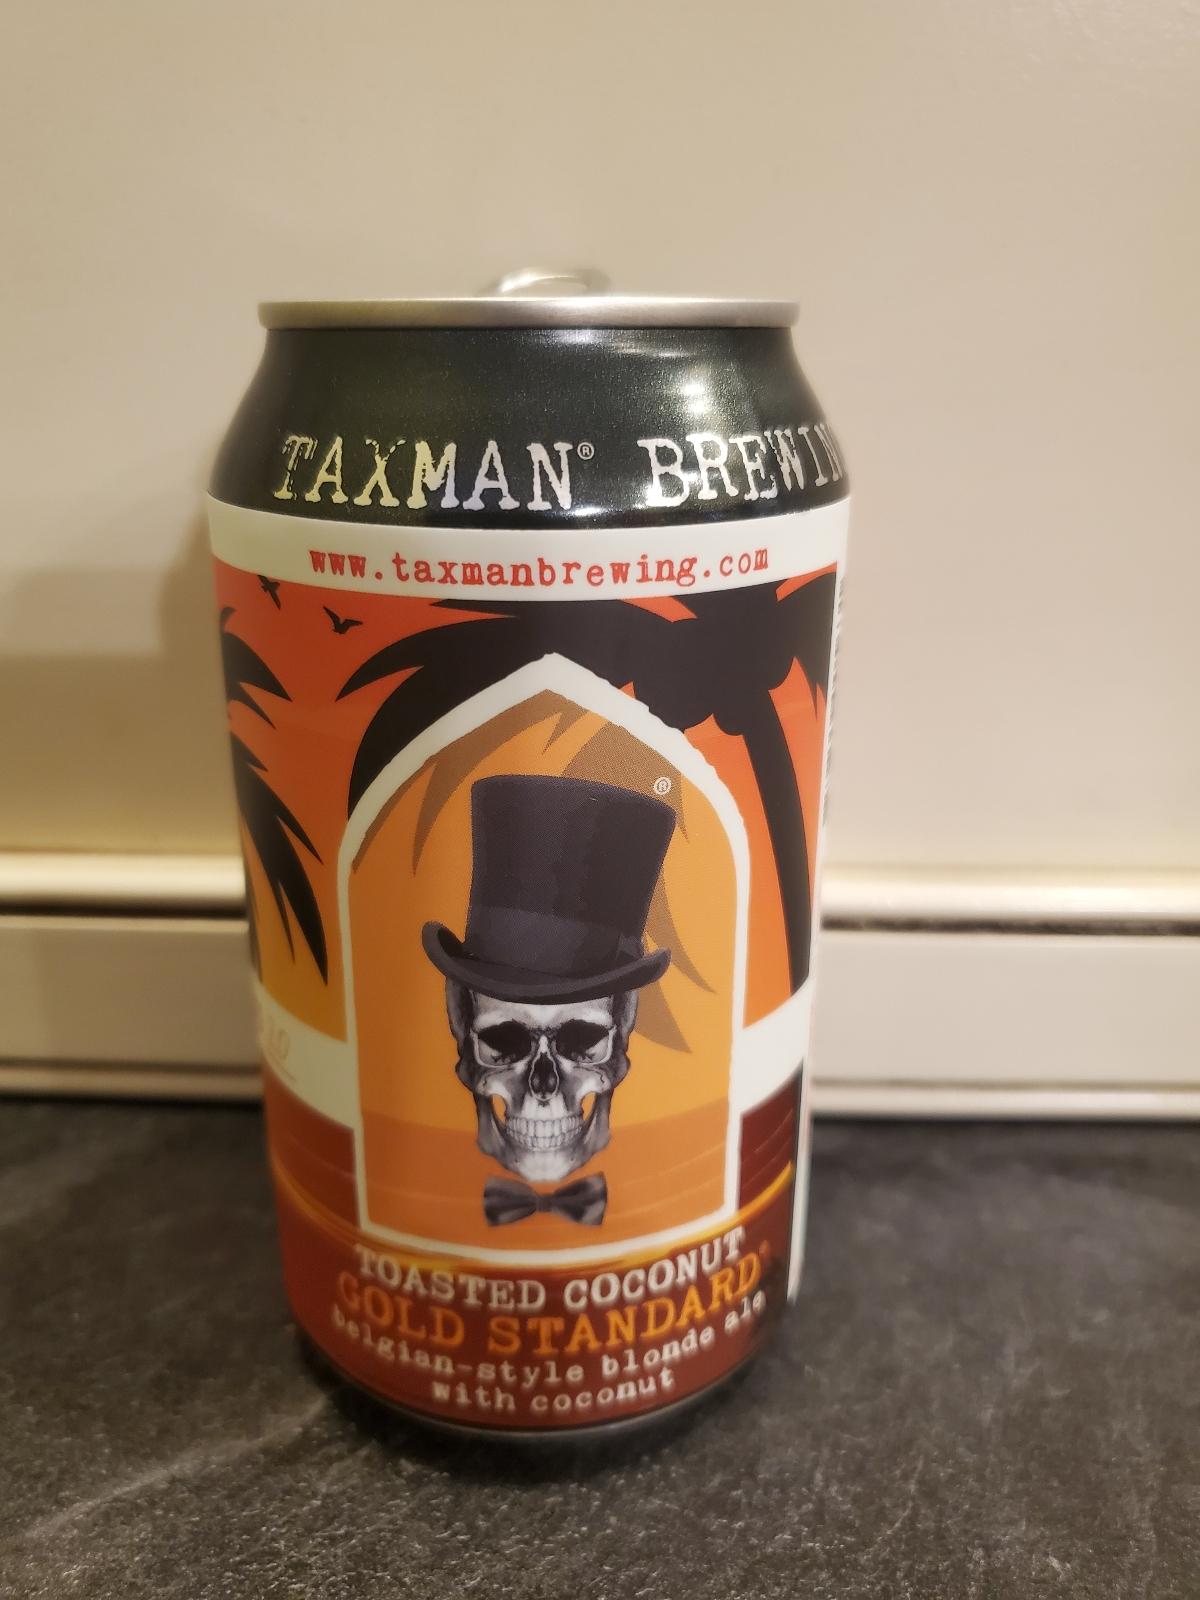 TAXMAN® BREWIN
www.taxmanbrewing.com
®
TOASTED COCONUT
GOLD STANDARD®
belgian-style blonde ale
with coconut